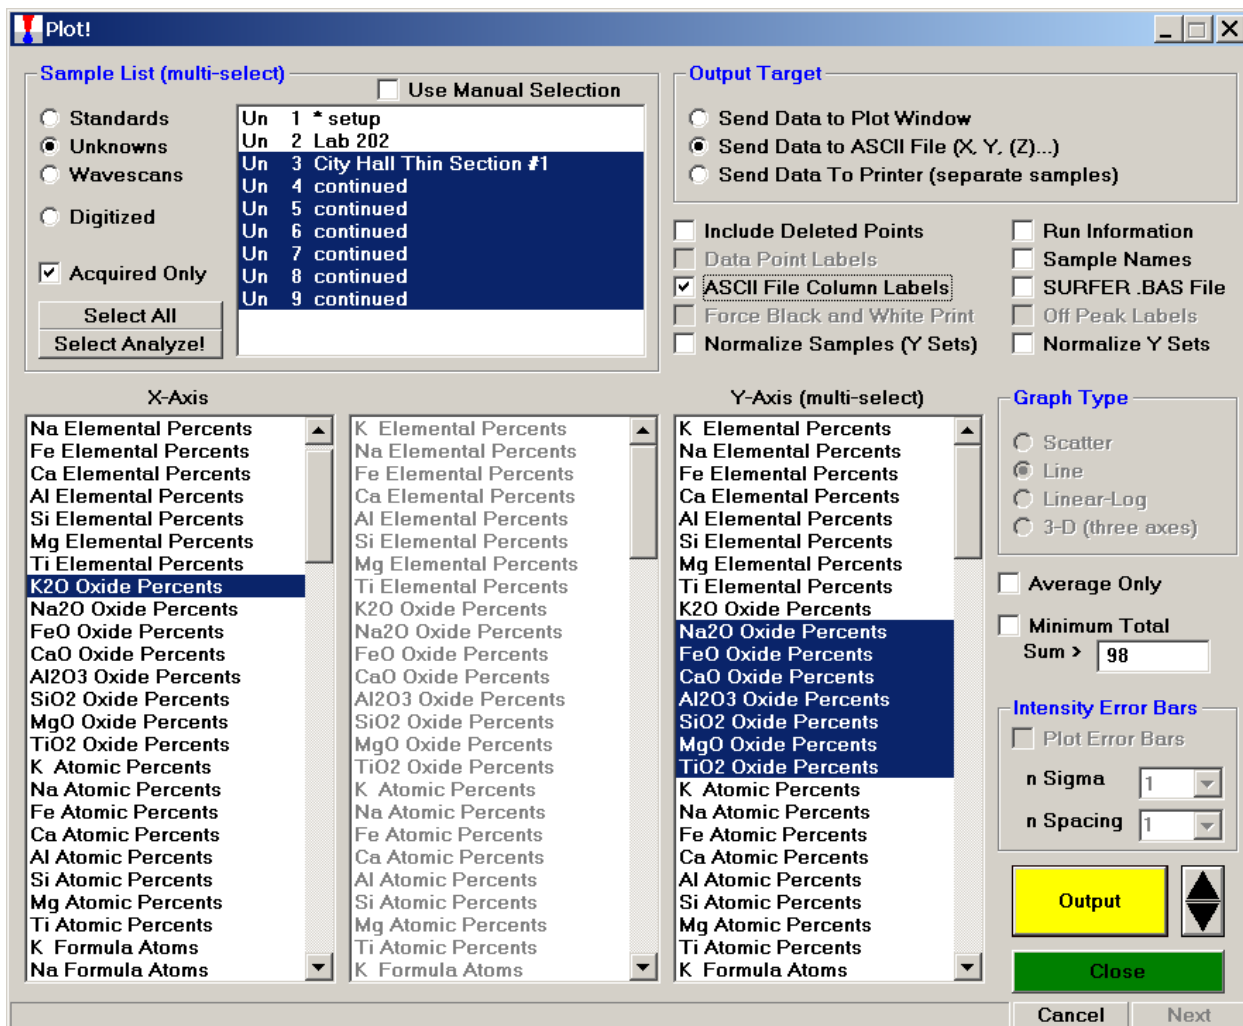 Plot!
Sample List (multi-select)
Use Manual Selection
Standards
Unknowns
Wavescans
Digitized
Acquired Only
Select All
Select Analyze!
Un 1 * setup
Un 2 Lab 202
Un 3 City Hall Thin Section #1
Un 4 continued
Un 5 continued
Un 6 continued
Un 7 continued
Un 8 continued
Un 9 continued
Output Target
Send Data to Plot Window
Send Data to ASCII File (X, Y, (Z)...)
Send Data To Printer (separate samples)
Include Deleted Points
Data Point Labels
ASCII File Column Labels
Force Black and White Print
Normalize Samples (Y Sets)
Run Information
Sample Names
SURFER .BAS File
Off Peak Labels
Normalize Y Sets
X-Axis
Na Elemental Percents
Fe Elemental Percents
Ca Elemental Percents
Al Elemental Percents
Si Elemental Percents
Mg Elemental Percents
Ti Elemental Percents
K2O Oxide Percents
Na2O Oxide Percents
FeO Oxide Percents
CaO Oxide Percents
Al2O3 Oxide Percents
SiO2 Oxide Percents
MgO Oxide Percents
TiO2 Oxide Percents
K Atomic Percents
Na Atomic Percents
Fe Atomic Percents
Ca Atomic Percents
Al Atomic Percents
Si Atomic Percents
Mg Atomic Percents
Ti Atomic Percents
K Formula Atoms
Na Formula Atoms
K Elemental Percents
Na Elemental Percents
Fe Elemental Percents
Ca Elemental Percents
Al Elemental Percents
Si Elemental Percents
Mg Elemental Percents
Ti Elemental Percents
K2O Oxide Percents
Na2O Oxide Percents
FeO Oxide Percents
CaO Oxide Percents
Al2O3 Oxide Percents
SiO2 Oxide Percents
MgO Oxide Percents
TiO2 Oxide Percents
K Atomic Percents
Na Atomic Percents
Fe Atomic Percents
Ca Atomic Percents
Al Atomic Percents
Si Atomic Percents
Mg Atomic Percents
Ti Atomic Percents
K Formula Atoms
Y-Axis (multi-select)
K Elemental Percents
Na Elemental Percents
Fe Elemental Percents
Ca Elemental Percents
Al Elemental Percents
Si Elemental Percents
Mg Elemental Percents
Ti Elemental Percents
K2O Oxide Percents
Na2O Oxide Percents
FeO Oxide Percents
CaO Oxide Percents
Al2O3 Oxide Percents
SiO2 Oxide Percents
MgO Oxide Percents
TiO2 Oxide Percents
K Atomic Percents
Na Atomic Percents
Fe Atomic Percents
Ca Atomic Percents
Al Atomic Percents
Si Atomic Percents
Mg Atomic Percents
Ti Atomic Percents
K Formula Atoms
Graph Type
Scatter
Line
Linear-Log
3-D (three axes)
Average Only
Minimum Total
Sum > 98
Intensity Error Bars
Plot Error Bars
n Sigma 1
n Spacing 1
Output
Close
Cancel
Next